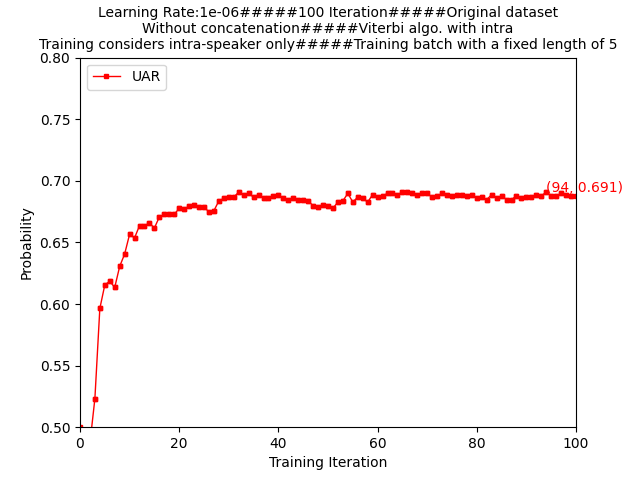 Learning Rate:1e-06#####100 Iteration#####Original dataset
Without concatenation#####Viterbi algo. with intra
Training considers intra-speaker only#####Training batch with a fixed length of 5
0.80
UAR
0.75
0.70
(94, 0.691)
0.65
0.60
0.55
0.50
Probability
0 20 40 60 80 100
Training Iteration